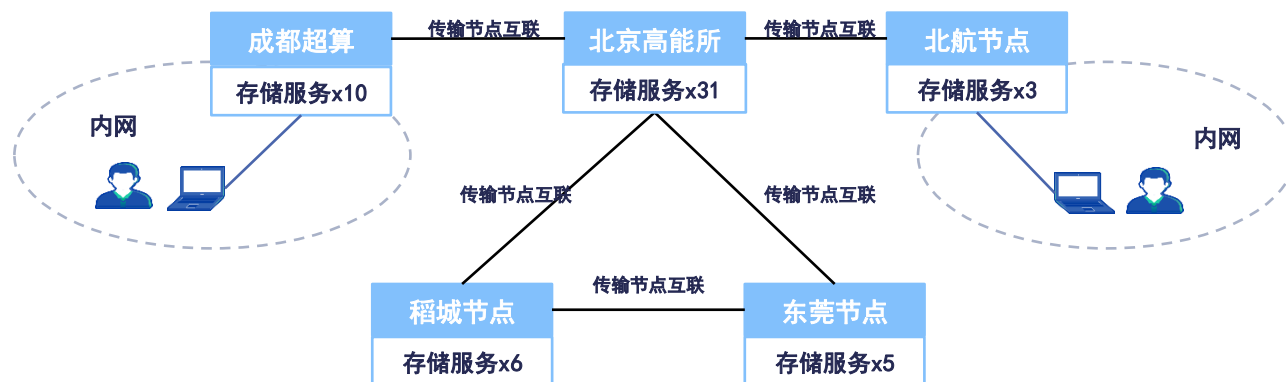 成都超算
传输节点互联
北京高能所
传输节点互联
北航节点
存储服务x10
存储服务x31
存储服务x3
内网
内网
传输节点互联
传输节点互联
传输节点互联
稻城节点
东莞节点
存储服务x6
存储服务x5